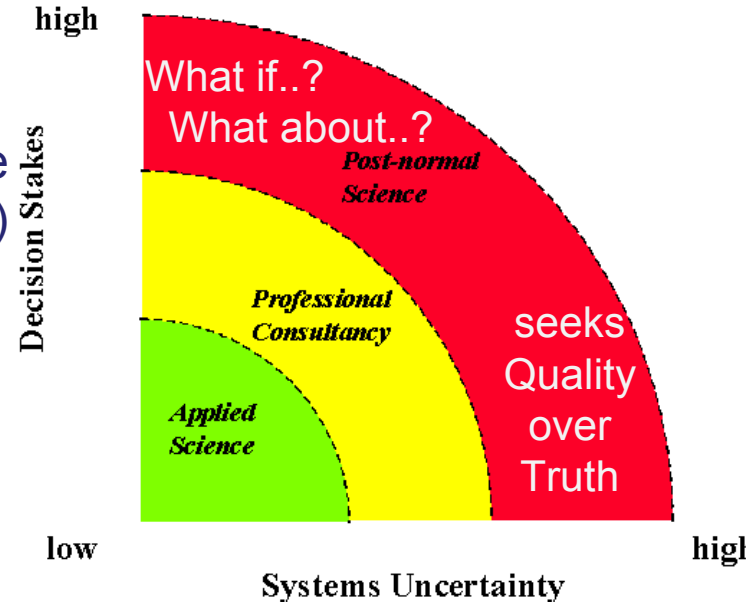 high
What if..?
What about..?
Post-normal
Science
e
)
Decision Stakes
Professional
Consultancy
seeks
Quality
over
Truth
Applied
Science
low
high
Systems Uncertainty